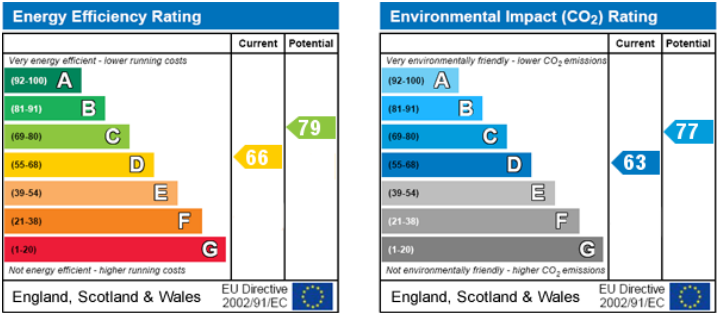 Energy Efficiency Rating
Current Potential
Very energy efficient - lower running costs
(92-100) A
(81-91) B
(69-80) C
79
(55-68) D
66
(39-54) E
(21-38) F
(1-20) G
Not energy efficient - higher running costs
England, Scotland & Wales
EU Directive
2002/91/EC
Environmental Impact (CO2) Rating
Current Potential
Very environmentally friendly - lower CO2 emissions
(92-100) A
(81-91) B
(69-80) C
77
(55-68) D
63
(39-54) E
(21-38) F
(1-20) G
Not environmentally friendly - higher CO2 emissions
England, Scotland & Wales
EU Directive
2002/91/EC